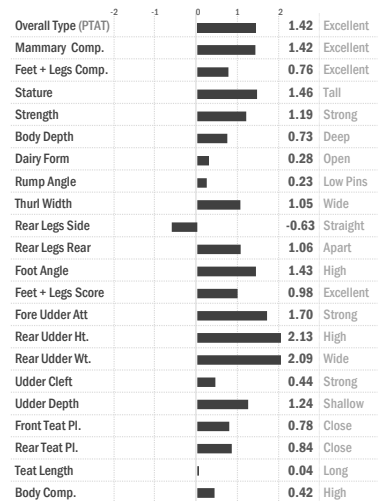 -2 -1 0 1 2
Overall Type (PTAT) 1.42 Excellent
Mammary Comp. 1.42 Excellent
Feet + Legs Comp. 0.76 Excellent
Stature 1.46 Tall
Strength 1.19 Strong
Body Depth 0.73 Deep
Dairy Form 0.28 Open
Rump Angle 0.23 Low Pins
Thurl Width 1.05 Wide
Rear Legs Side -0.63 Straight
Rear Legs Rear 1.06 Apart
Foot Angle 1.43 High
Feet + Legs Score 0.98 Excellent
Fore Udder Att 1.70 Strong
Rear Udder Ht. 2.13 High
Rear Udder Wt. 2.09 Wide
Udder Cleft 0.44 Strong
Udder Depth 1.24 Shallow
Front Teat Pl. 0.78 Close
Rear Teat Pl. 0.84 Close
Teat Length 0.04 Long
Body Comp. 0.42 High